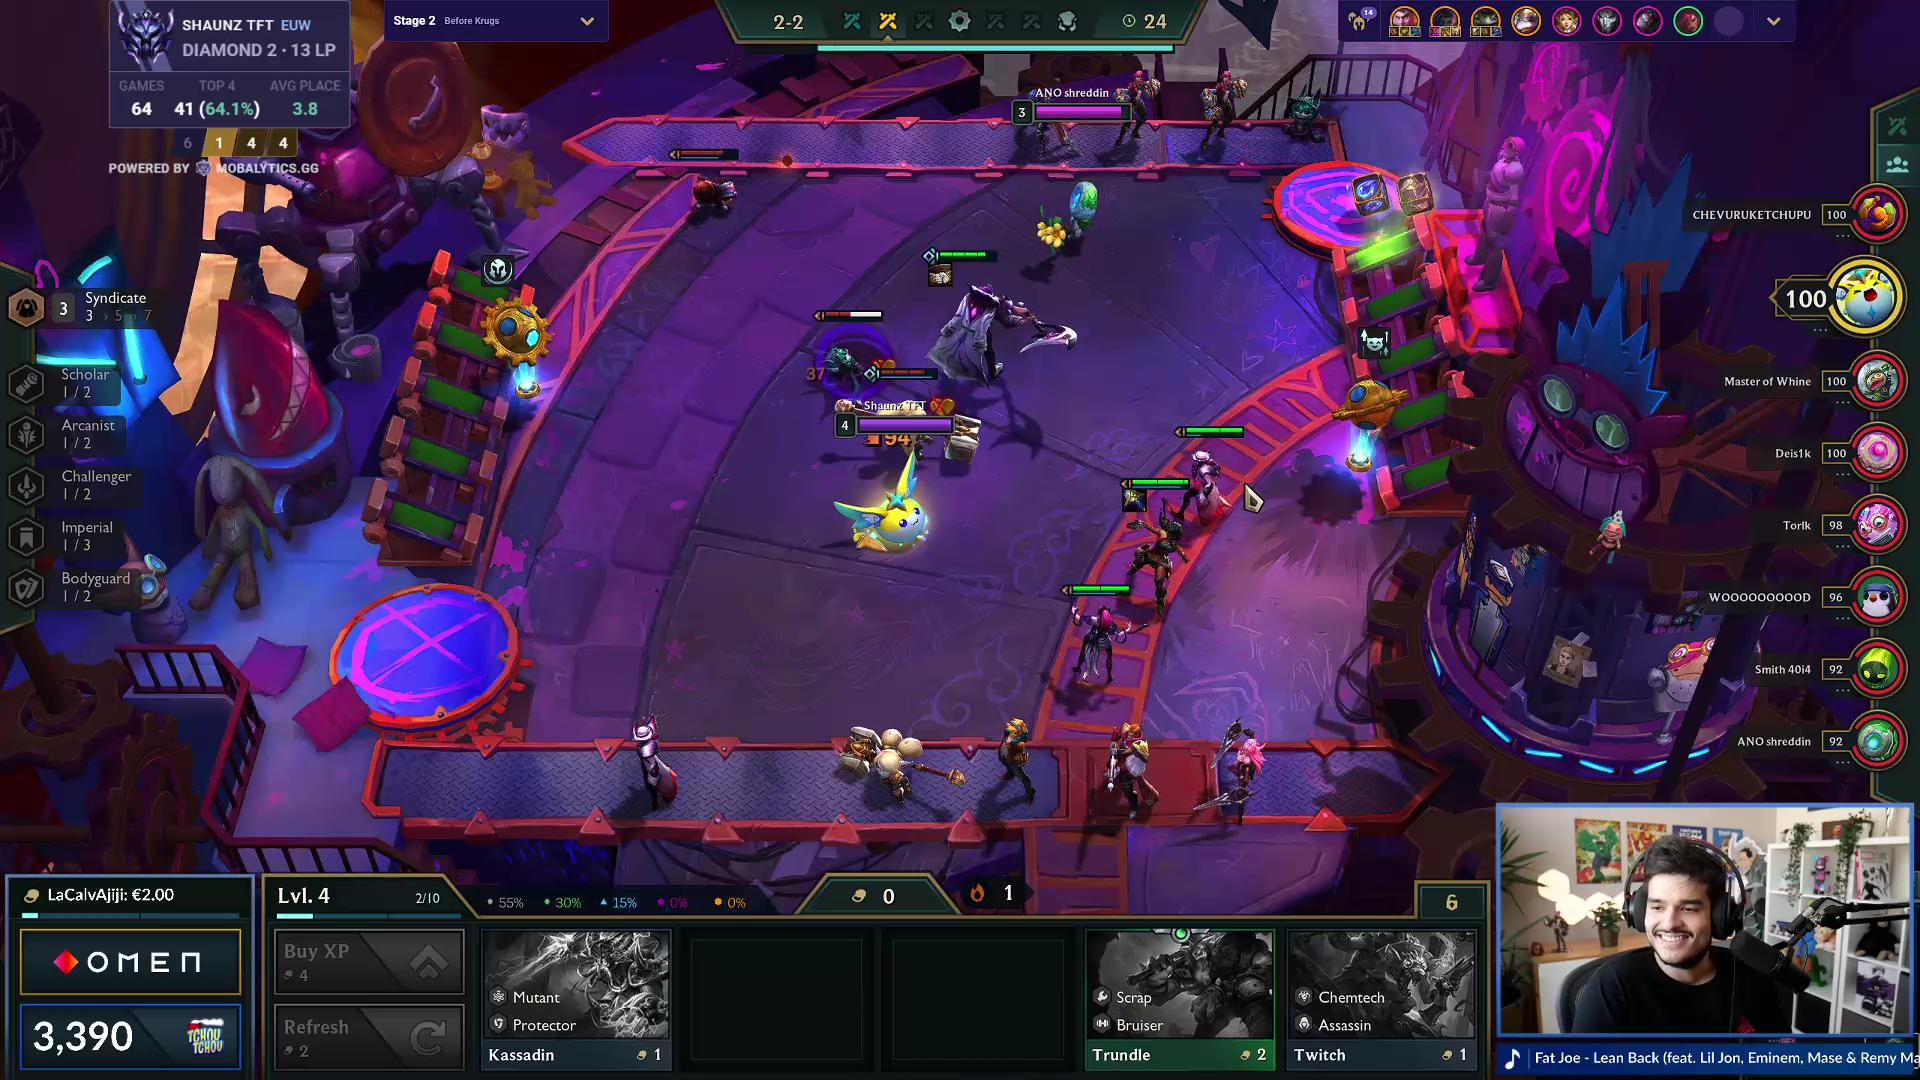 SHAUNZ TFT EUW
DIAMOND 2 · 13 LP
GAMES TOP 4 AVG PLACE
64 41 (64.1%) 3.8
6 1 4 4
POWERED BY MOBALYTICS.GG
Stage 2 Before Krugs
2-2
24
14
ANO shreddin
3
CHEVURUKETCHUPU 100
100
Master of Whine 100
Deis1k 100
Torlk 98
WOOOOOOOOD 96
Smith 40i4 92
ANO shreddin 92
3 Syndicate
3 › 5 › 7
Scholar
1 / 2
Arcanist
1 / 2
Challenger
1 / 2
Imperial
1 / 3
Bodyguard
1 / 2
37
Shaunz TFT
4
94
LaCalvAjiji: €2.00
OMEN
3,390
TCHOU TCHOU
Lvl. 4 2/10
55% 30% 15% 0% 0%
0
1
6
Buy XP
4
Refresh
2
Mutant
Protector
Kassadin 1
Scrap
Bruiser
Trundle 2
Chemtech
Assassin
Twitch 1
Fat Joe - Lean Back (feat. Lil Jon, Eminem, Mase & Remy Ma